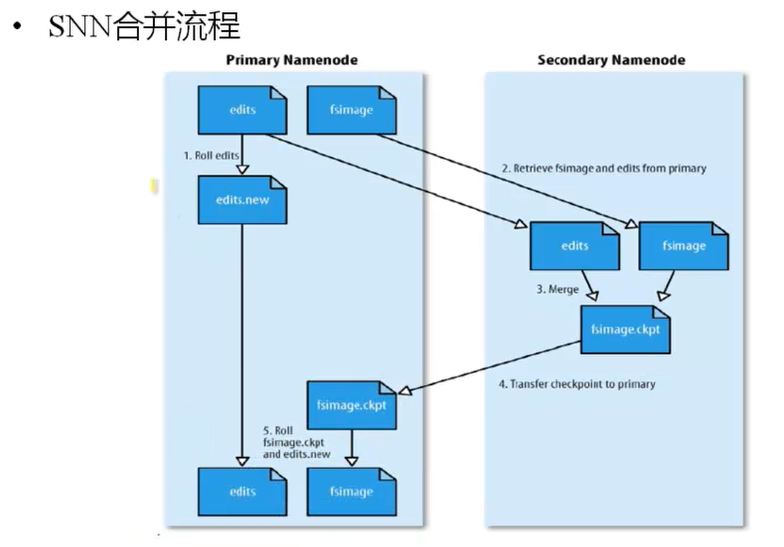 • SNN合并流程
Primary Namenode
Secondary Namenode
edits
fsimage
1. Roll edits
2. Retrieve fsimage and edits from primary
edits.new
edits
fsimage
3. Merge
fsimage.ckpt
4. Transfer checkpoint to primary
fsimage.ckpt
5. Roll
fsimage.ckpt
and edits.new
edits
fsimage